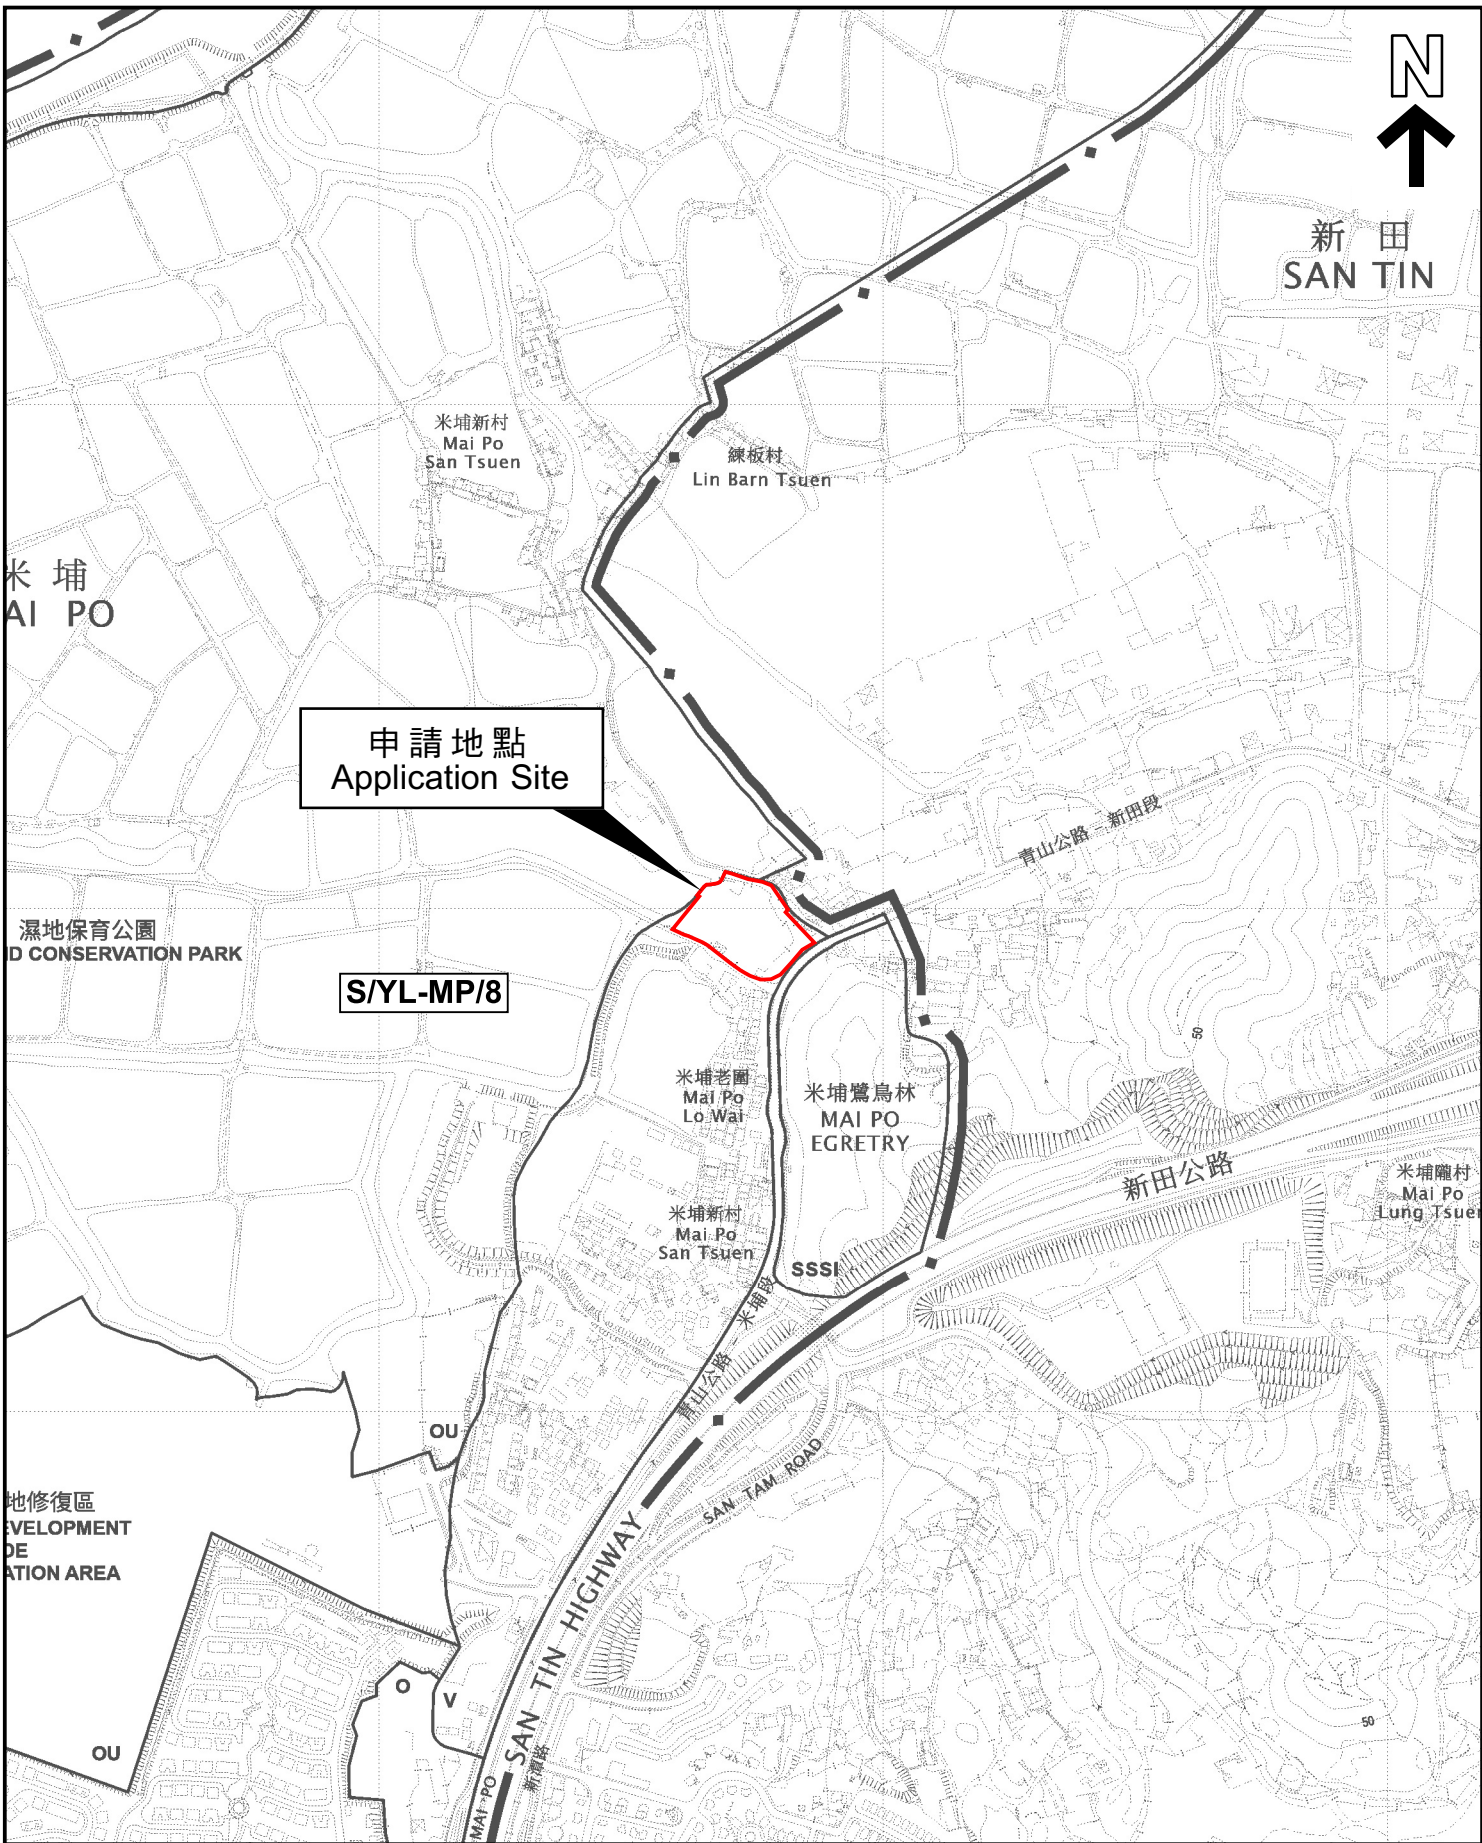 N
新 田
SAN TIN
米埔新村
Mai Po
San Tsuen
練板村
Lin Barn Tsuen
米 埔
AI PO
申請地點
Application Site
青山公路 - 新田段
濕地保育公園
D CONSERVATION PARK
S/YL-MP/8
50
米埔老圍
Mai Po
Lo Wai
米埔鷺鳥林
MAI PO
EGRETRY
新田公路
米埔隴村
Mai Po
Lung Tsuen
米埔新村
Mai Po
San Tsuen
SSSI
青山公路 - 米埔段
OU
SAN TAM ROAD
地修復區
EVELOPMENT
DE
ATION AREA
SAN TIN HIGHWAY
O
V
50
OU
新潭路
MAI PO